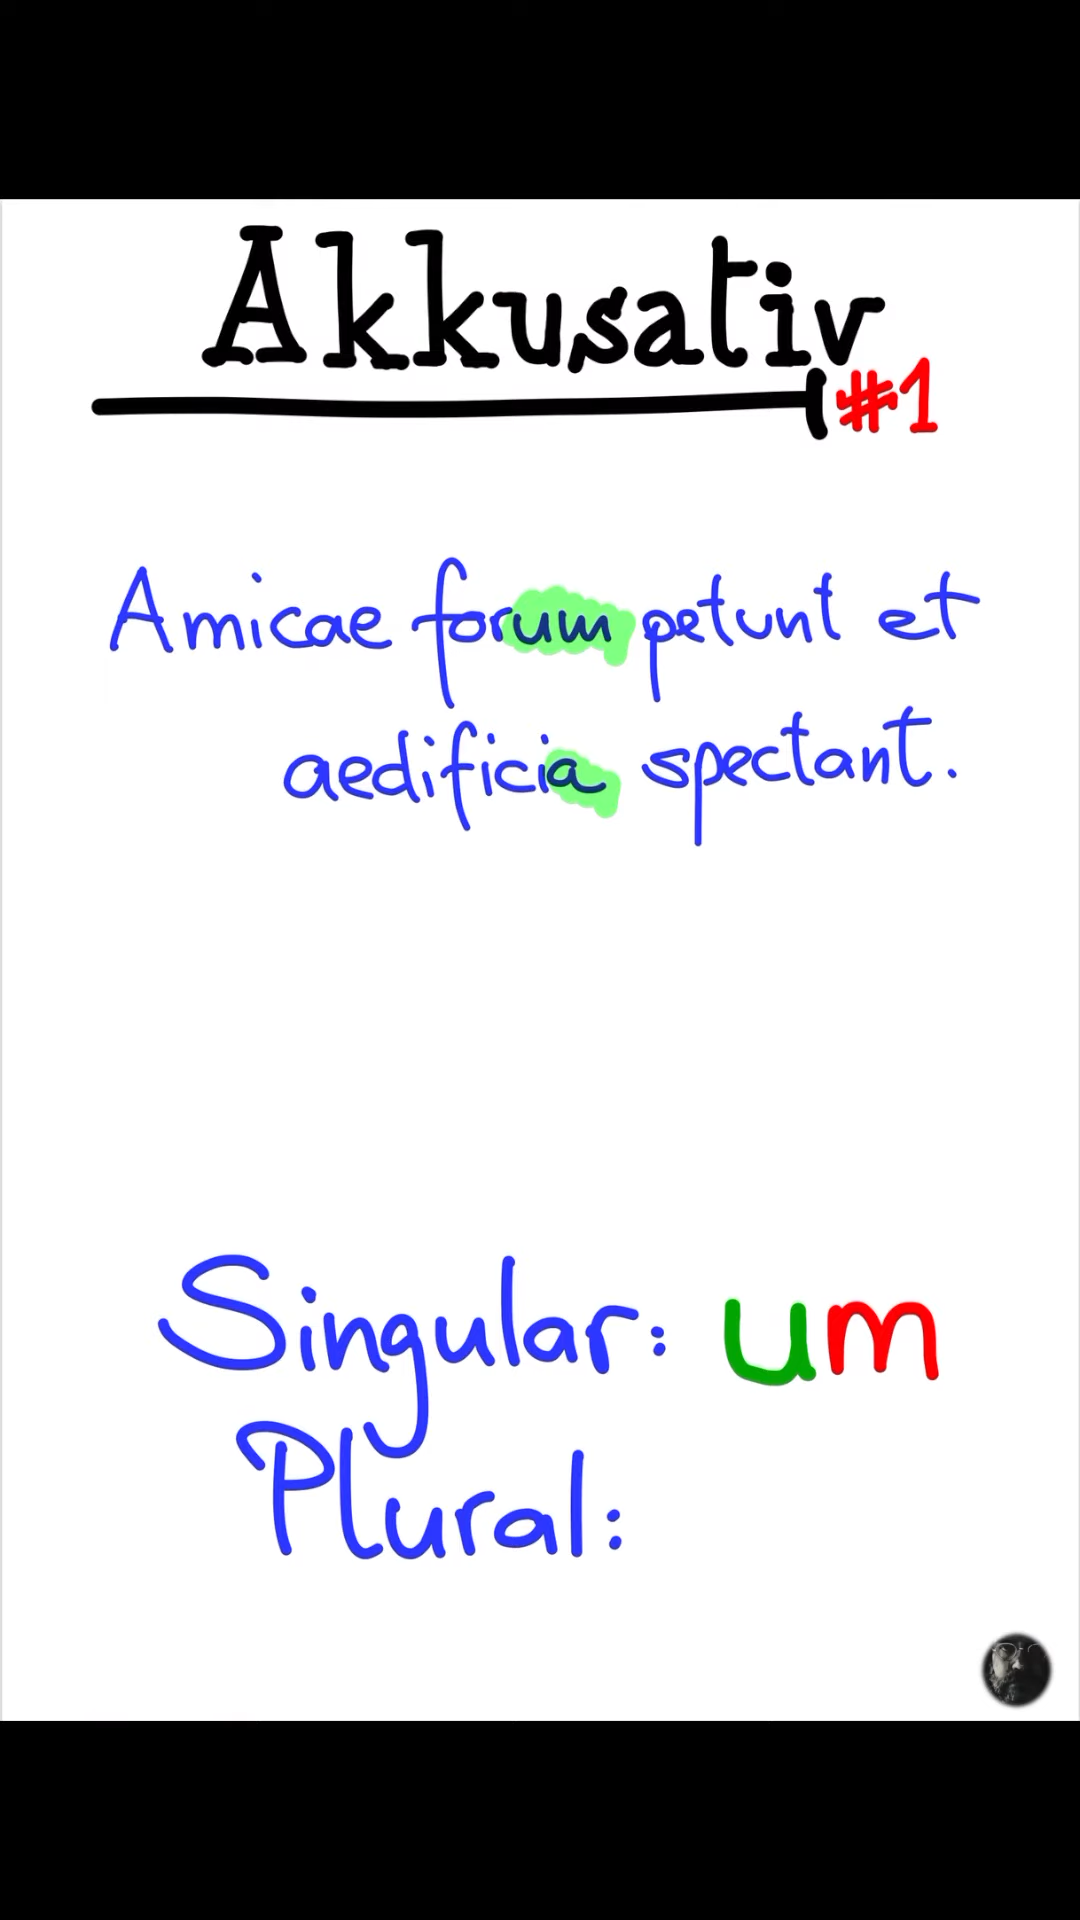 Akkusativ
#1
Amicae forum petunt et
aedificia spectant.
Singular: um
Plural: